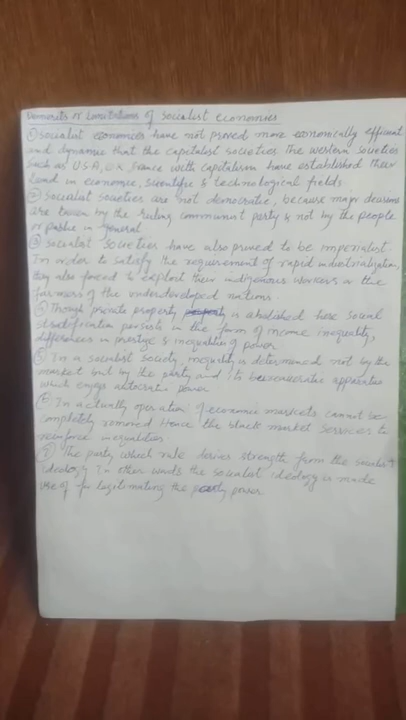 Demerits or Limitations of Socialist economies
① Socialist economies have not proved more economically efficient
and dynamic that the capitalist societies. The western societies
such as U.S.A, U.K, france with capitalism have established their
lead in economic, scientific & technological fields.
② Socialist societies are not democratic, because major decisions
are taken by the ruling communist party & not by the people
or public in general
③ Socialist societies have also proved to be imperialist.
In order to satisfy the requirement of rapid industrialization,
they also forced to exploit their indigenous workers or the
farmers of the underdeveloped nations.
④ Though private property is abolished here social
stratification persists in the form of income inequality,
differences in prestige & inequalities of power.
⑤ In a socialist society, inequality is determined not by the
market but by the party and its bureaucratic apparatus
which enjoys autocratic power
⑥ In actually operation of economic markets cannot be
completely removed. Hence the black market services to
reinforce inequalities.
⑦ The party which rule derives strength from the socialist
ideology. In other words the socialist ideology is made
use of for legitimating the party power